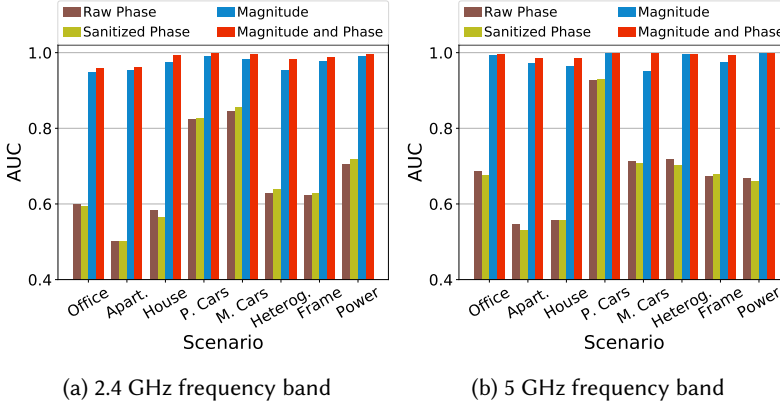 Raw Phase
Sanitized Phase
Magnitude
Magnitude and Phase
1.0
0.8
0.6
0.4
AUC
Office
Apart.
House
P. Cars
M. Cars
Heterog.
Frame
Power
Scenario
(a) 2.4 GHz frequency band
Raw Phase
Sanitized Phase
Magnitude
Magnitude and Phase
1.0
0.8
0.6
0.4
AUC
Office
Apart.
House
P. Cars
M. Cars
Heterog.
Frame
Power
Scenario
(b) 5 GHz frequency band